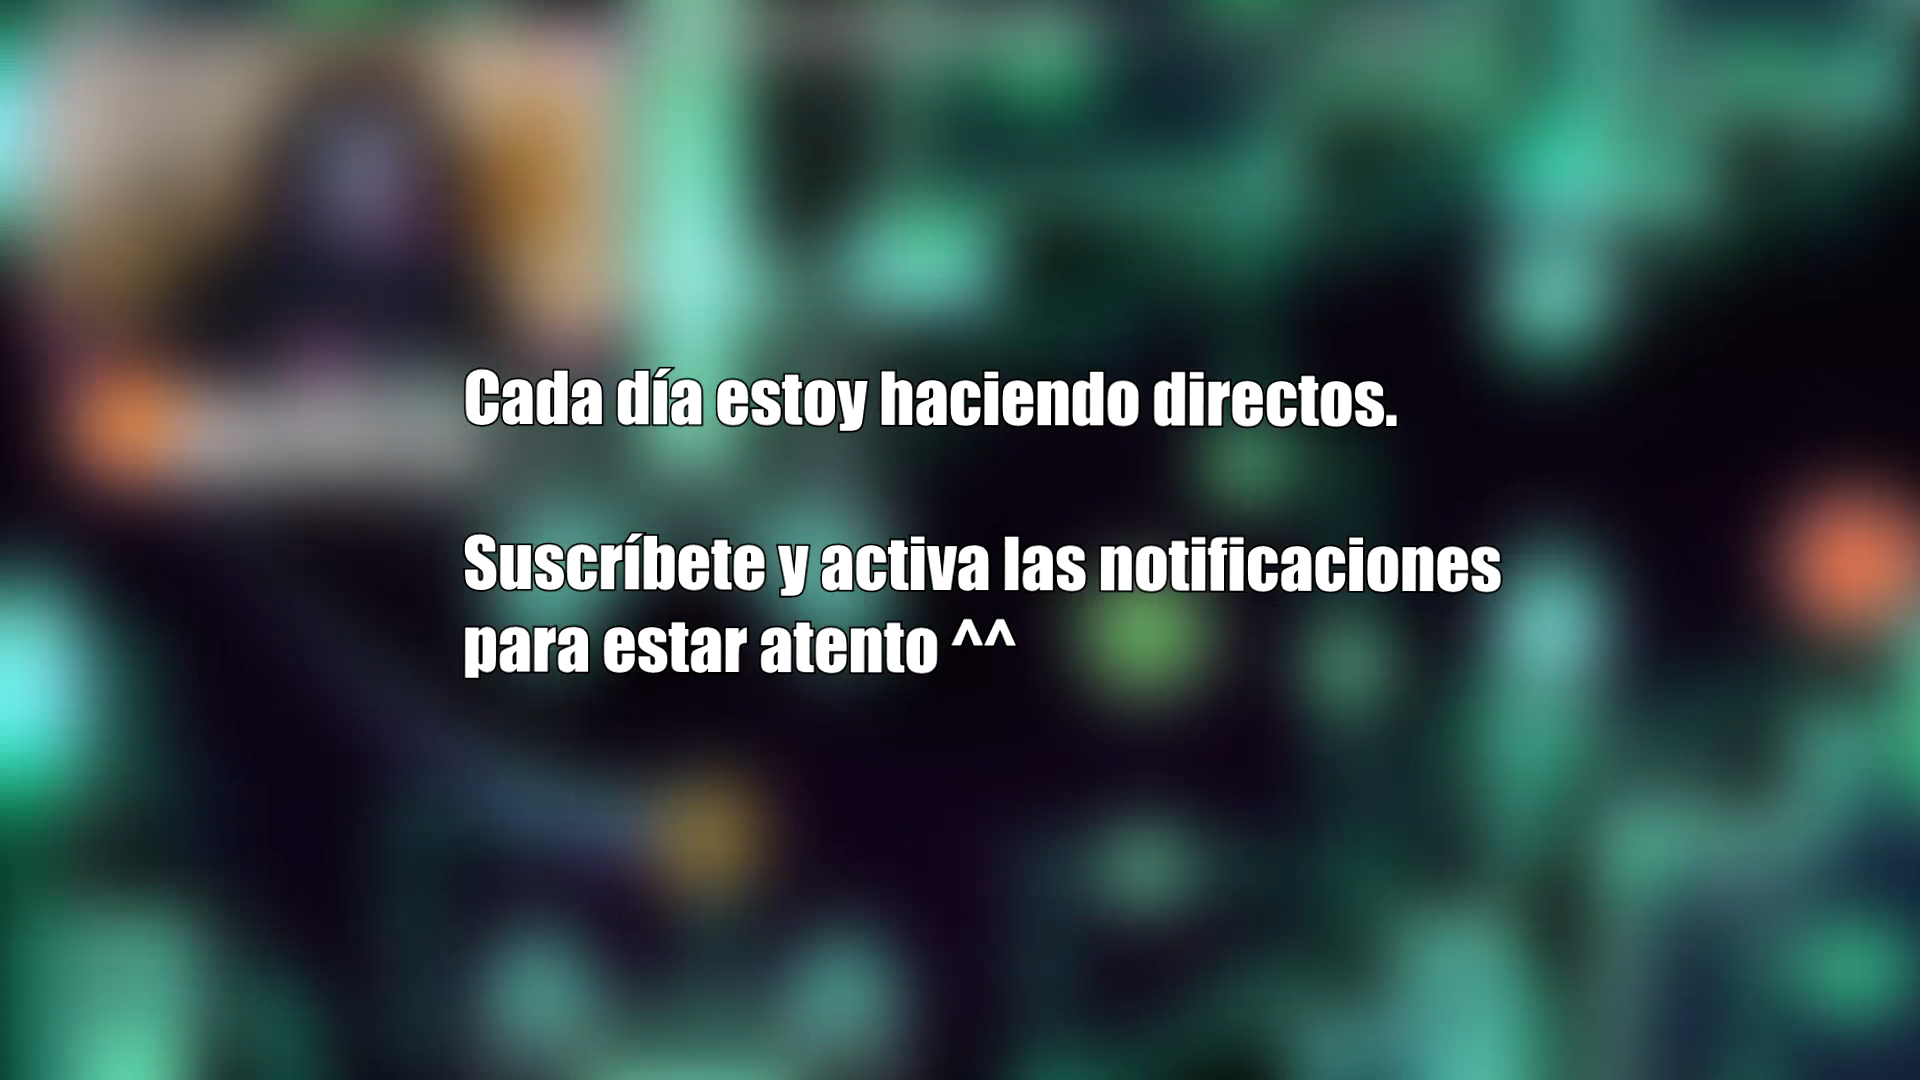 Cada día estoy haciendo directos.
Suscríbete y activa las notificaciones
para estar atento ^^